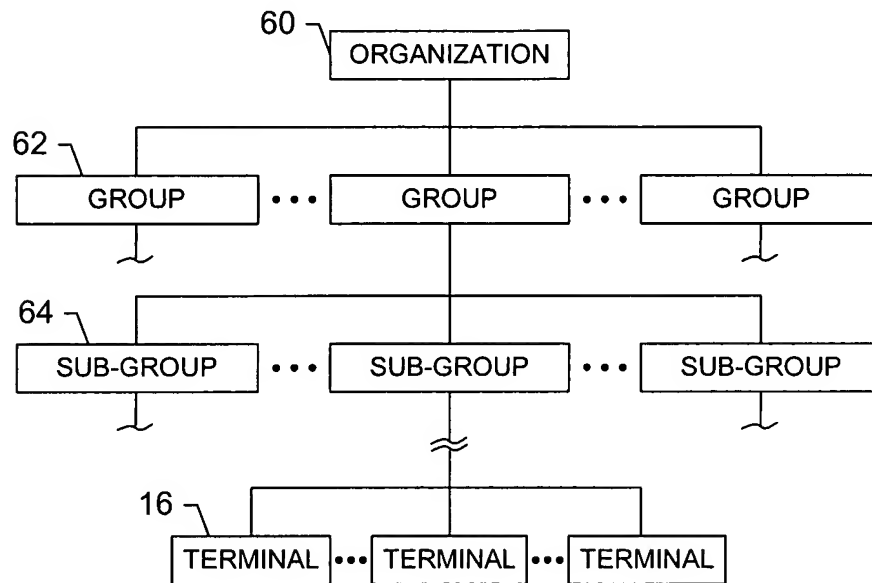 60
ORGANIZATION
62
GROUP ••• GROUP ••• GROUP
64
SUB-GROUP ••• SUB-GROUP ••• SUB-GROUP
16
TERMINAL ••• TERMINAL ••• TERMINAL